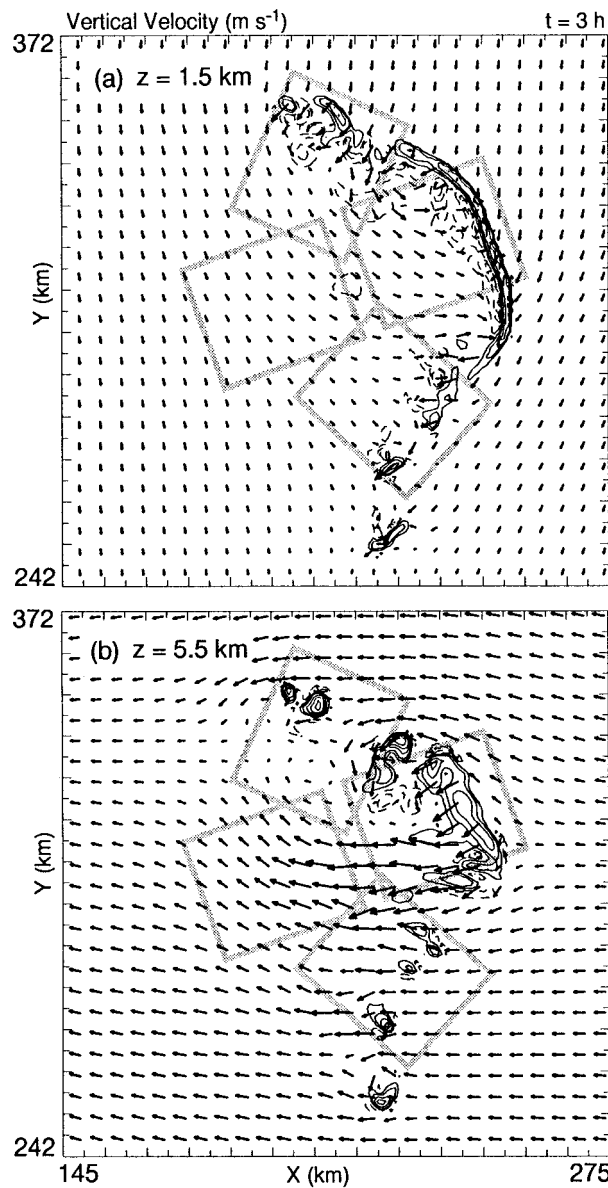 Vertical Velocity (m s⁻¹) t = 3 h
372
(a) z = 1.5 km
Y (km)
242
372
(b) z = 5.5 km
Y (km)
242
145 X (km) 275